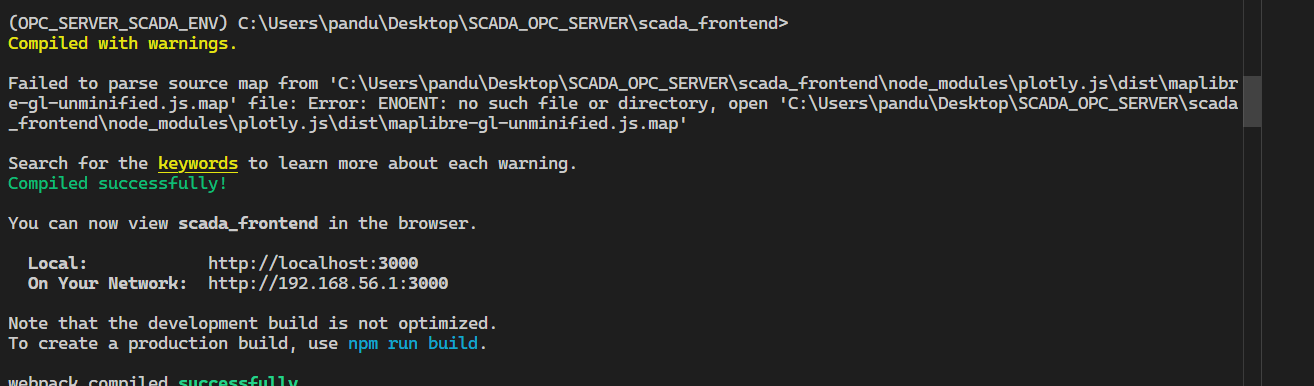 (OPC_SERVER_SCADA_ENV) C:\Users\pandu\Desktop\SCADA_OPC_SERVER\scada_frontend>
Compiled with warnings.
Failed to parse source map from 'C:\Users\pandu\Desktop\SCADA_OPC_SERVER\scada_frontend\node_modules\plotly.js\dist\maplibr
e-gl-unminified.js.map' file: Error: ENOENT: no such file or directory, open 'C:\Users\pandu\Desktop\SCADA_OPC_SERVER\scada
_frontend\node_modules\plotly.js\dist\maplibre-gl-unminified.js.map'
Search for the keywords to learn more about each warning.
Compiled successfully!
You can now view scada_frontend in the browser.
Local: http://localhost:3000
On Your Network: http://192.168.56.1:3000
Note that the development build is not optimized.
To create a production build, use npm run build.
webpack compiled successfully